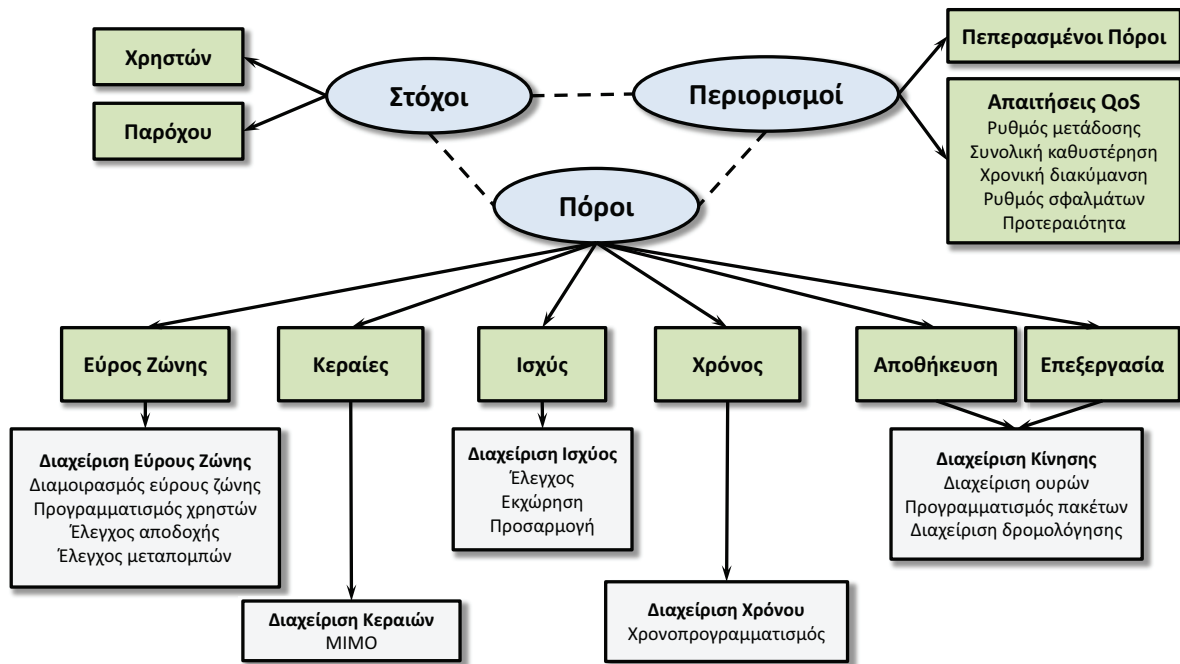 Χρηστών
Παρόχου
Στόχοι
Περιορισμοί
Πεπερασμένοι Πόροι
Απαιτήσεις QoS
Ρυθμός μετάδοσης
Συνολική καθυστέρηση
Χρονική διακύμανση
Ρυθμός σφαλμάτων
Προτεραιότητα
Πόροι
Εύρος Ζώνης
Κεραίες
Ισχύς
Χρόνος
Αποθήκευση
Επεξεργασία
Διαχείριση Εύρους Ζώνης
Διαμοιρασμός εύρους ζώνης
Προγραμματισμός χρηστών
Έλεγχος αποδοχής
Έλεγχος μεταπομπών
Διαχείριση Κεραιών
MIMO
Διαχείριση Ισχύος
Έλεγχος
Εκχώρηση
Προσαρμογή
Διαχείριση Χρόνου
Χρονοπρογραμματισμός
Διαχείριση Κίνησης
Διαχείριση ουρών
Προγραμματισμός πακέτων
Διαχείριση δρομολόγησης